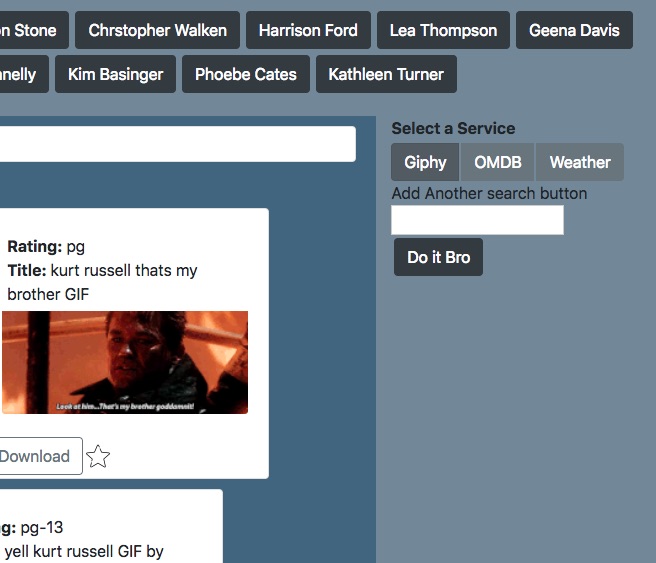 n Stone Chrstopher Walken Harrison Ford Lea Thompson Geena Davis
nnelly Kim Basinger Phoebe Cates Kathleen Turner
Select a Service
Giphy OMDB Weather
Add Another search button
Do it Bro
Rating: pg
Title: kurt russell thats my
brother GIF
Look at him...That's my brother goddamnit!
Download
g: pg-13
yell kurt russell GIF by